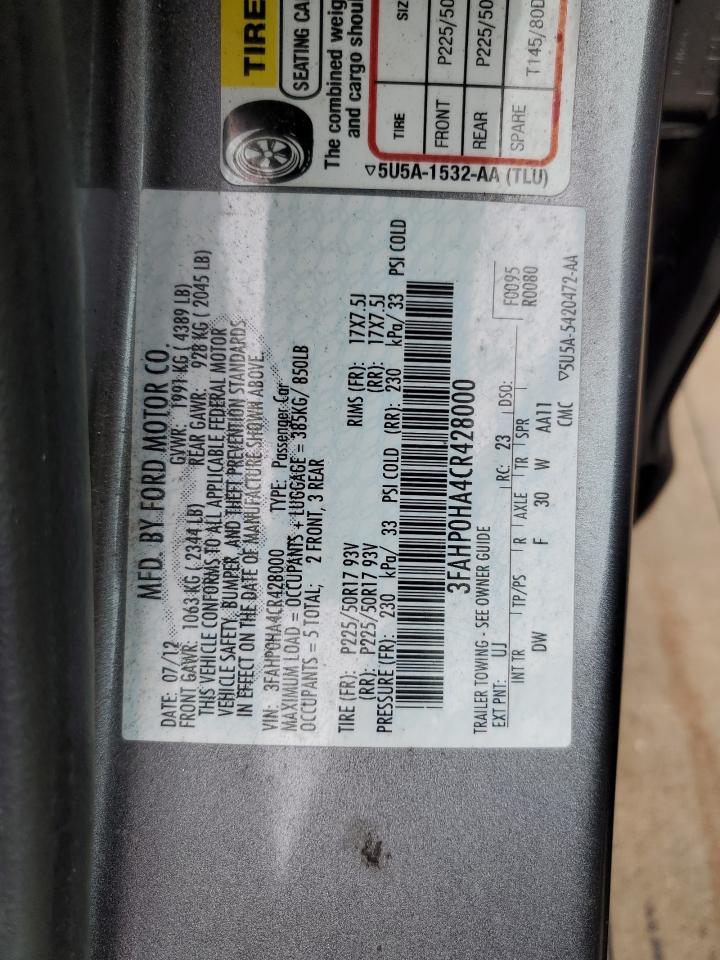 MFD. BY FORD MOTOR CO.
DATE: 07/12 GVWR: 1991 KG ( 4389 LB)
FRONT GAWR: 1063 KG ( 2344 LB) REAR GAWR: 928 KG ( 2045 LB)
THIS VEHICLE CONFORMS TO ALL APPLICABLE FEDERAL MOTOR
VEHICLE SAFETY, BUMPER, AND THEFT PREVENTION STANDARDS
IN EFFECT ON THE DATE OF MANUFACTURE SHOWN ABOVE.
VIN: 3FAHP0HA4CR428000 TYPE: Passenger Car
MAXIMUM LOAD = OCCUPANTS + LUGGAGE = 385KG/ 850LB
OCCUPANTS = 5 TOTAL; 2 FRONT, 3 REAR
TIRE (FR): P225/50R17 93V RIMS (FR): 17X7.5J
(RR): P225/50R17 93V (RR): 17X7.5J
PRESSURE (FR): 230 kPa/ 33 PSI COLD (RR): 230 kPa/ 33 PSI COLD
3FAHP0HA4CR428000
TRAILER TOWING - SEE OWNER GUIDE F0095
EXT PNT: UJ RC: 23 DSO: R0080
INT TR TP/PS R AXLE TR SPR
DW F 30 W AA11
CMC ▽5U5A-5420472-AA
TIRE
SEATING CA
The combined weig
and cargo shoul
TIRE SIZ
FRONT P225/50
REAR P225/50
SPARE T145/80D
▽5U5A-1532-AA (TLU)